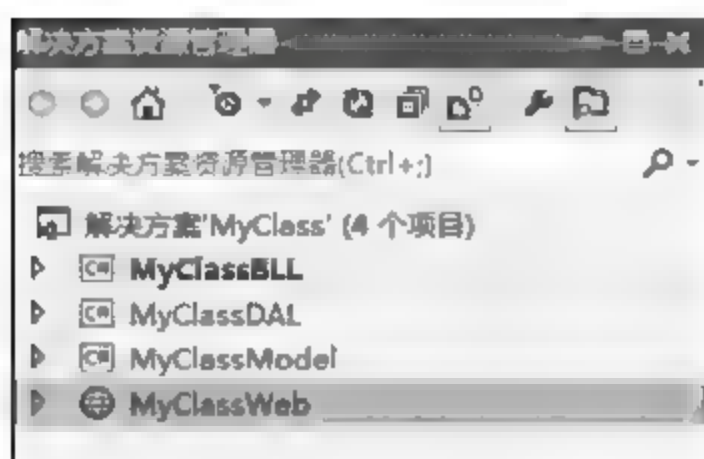 解决方案资源管理器
搜索解决方案资源管理器(Ctrl+;)
解决方案'MyClass' (4 个项目)
MyClassBLL
MyClassDAL
MyClassModel
MyClassWeb